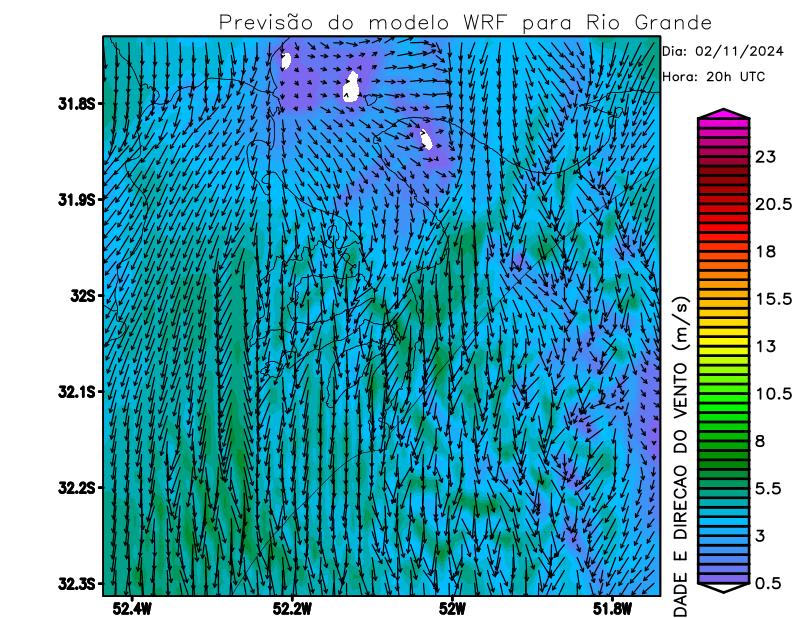 Previsão do modelo WRF para Rio Grande
Dia: 02/11/2024
Hora: 20h UTC
31.8S
31.9S
32S
32.1S
32.2S
32.3S
52.4W
52.2W
52W
51.8W
23
20.5
18
15.5
13
10.5
8
5.5
3
0.5
DADE E DIRECAO DO VENTO (m/s)